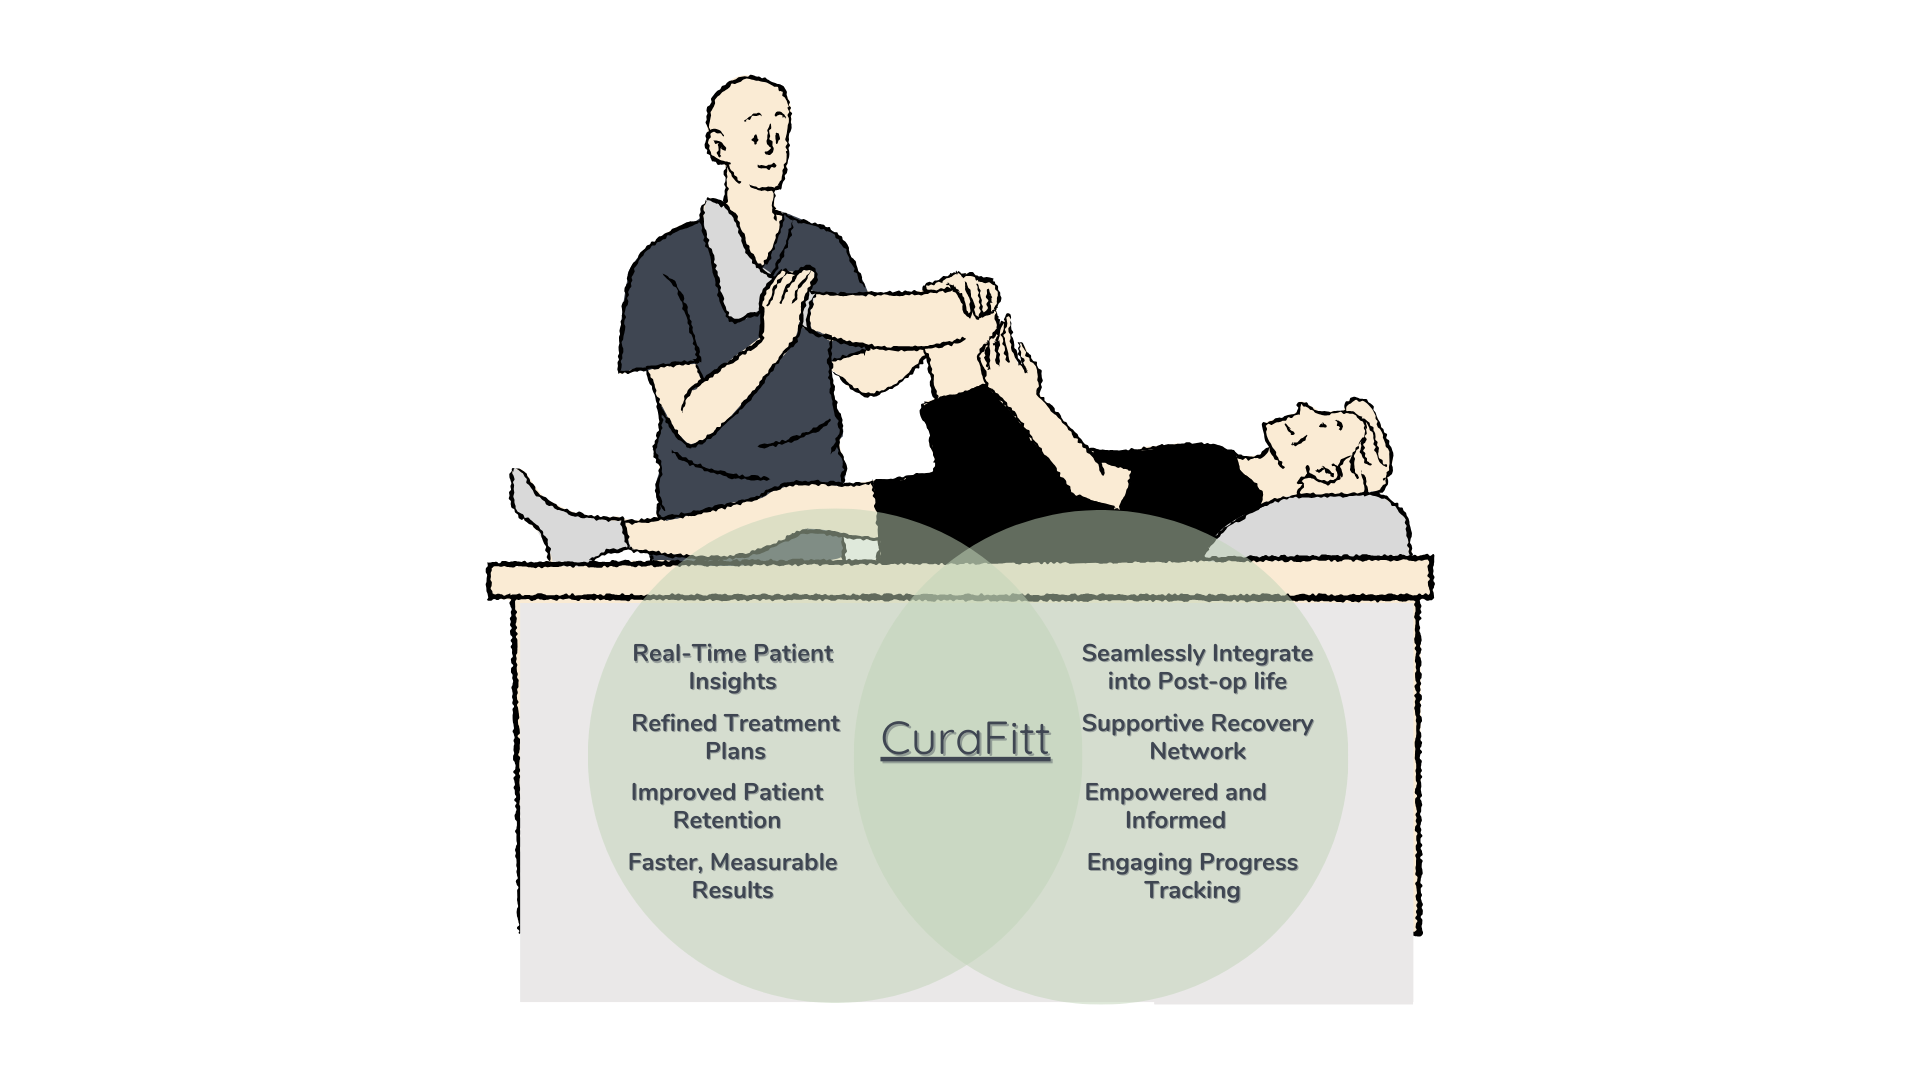 Real-Time Patient
Insights
Refined Treatment
Plans
Improved Patient
Retention
Faster, Measurable
Results
CuraFitt
Seamlessly Integrate
into Post-op life
Supportive Recovery
Network
Empowered and
Informed
Engaging Progress
Tracking